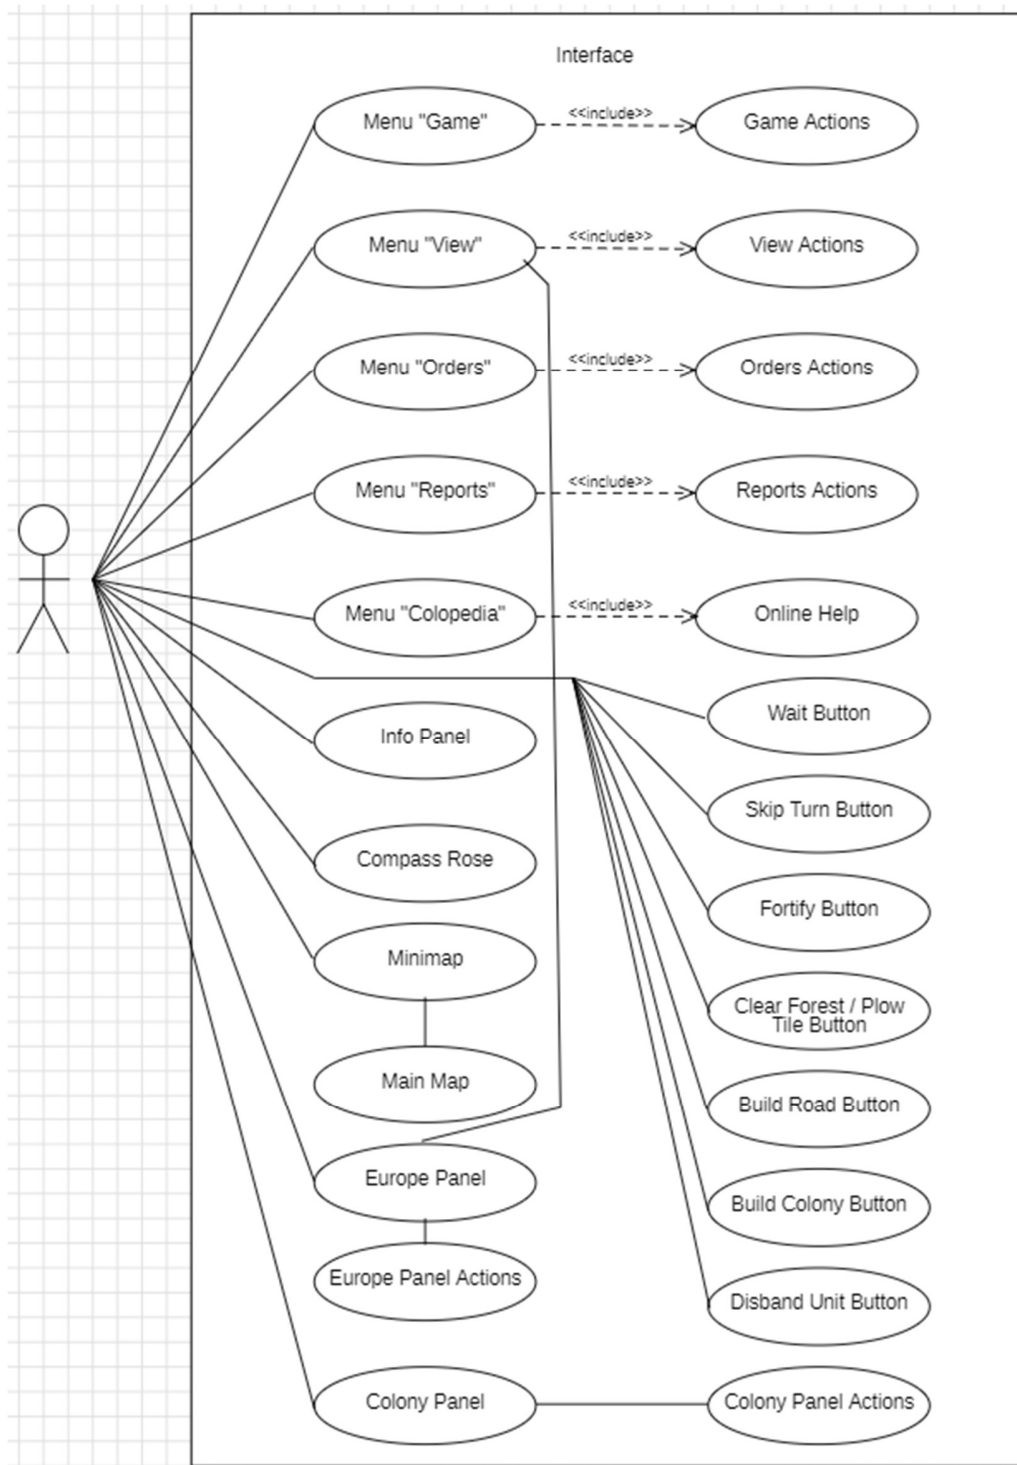 Interface
Menu "Game"
<<include>>
Game Actions
Menu "View"
<<include>>
View Actions
Menu "Orders"
<<include>>
Orders Actions
Menu "Reports"
<<include>>
Reports Actions
Menu "Colopedia"
<<include>>
Online Help
Wait Button
Info Panel
Skip Turn Button
Compass Rose
Fortify Button
Minimap
Clear Forest / Plow
Tile Button
Main Map
Build Road Button
Europe Panel
Build Colony Button
Europe Panel Actions
Disband Unit Button
Colony Panel
Colony Panel Actions